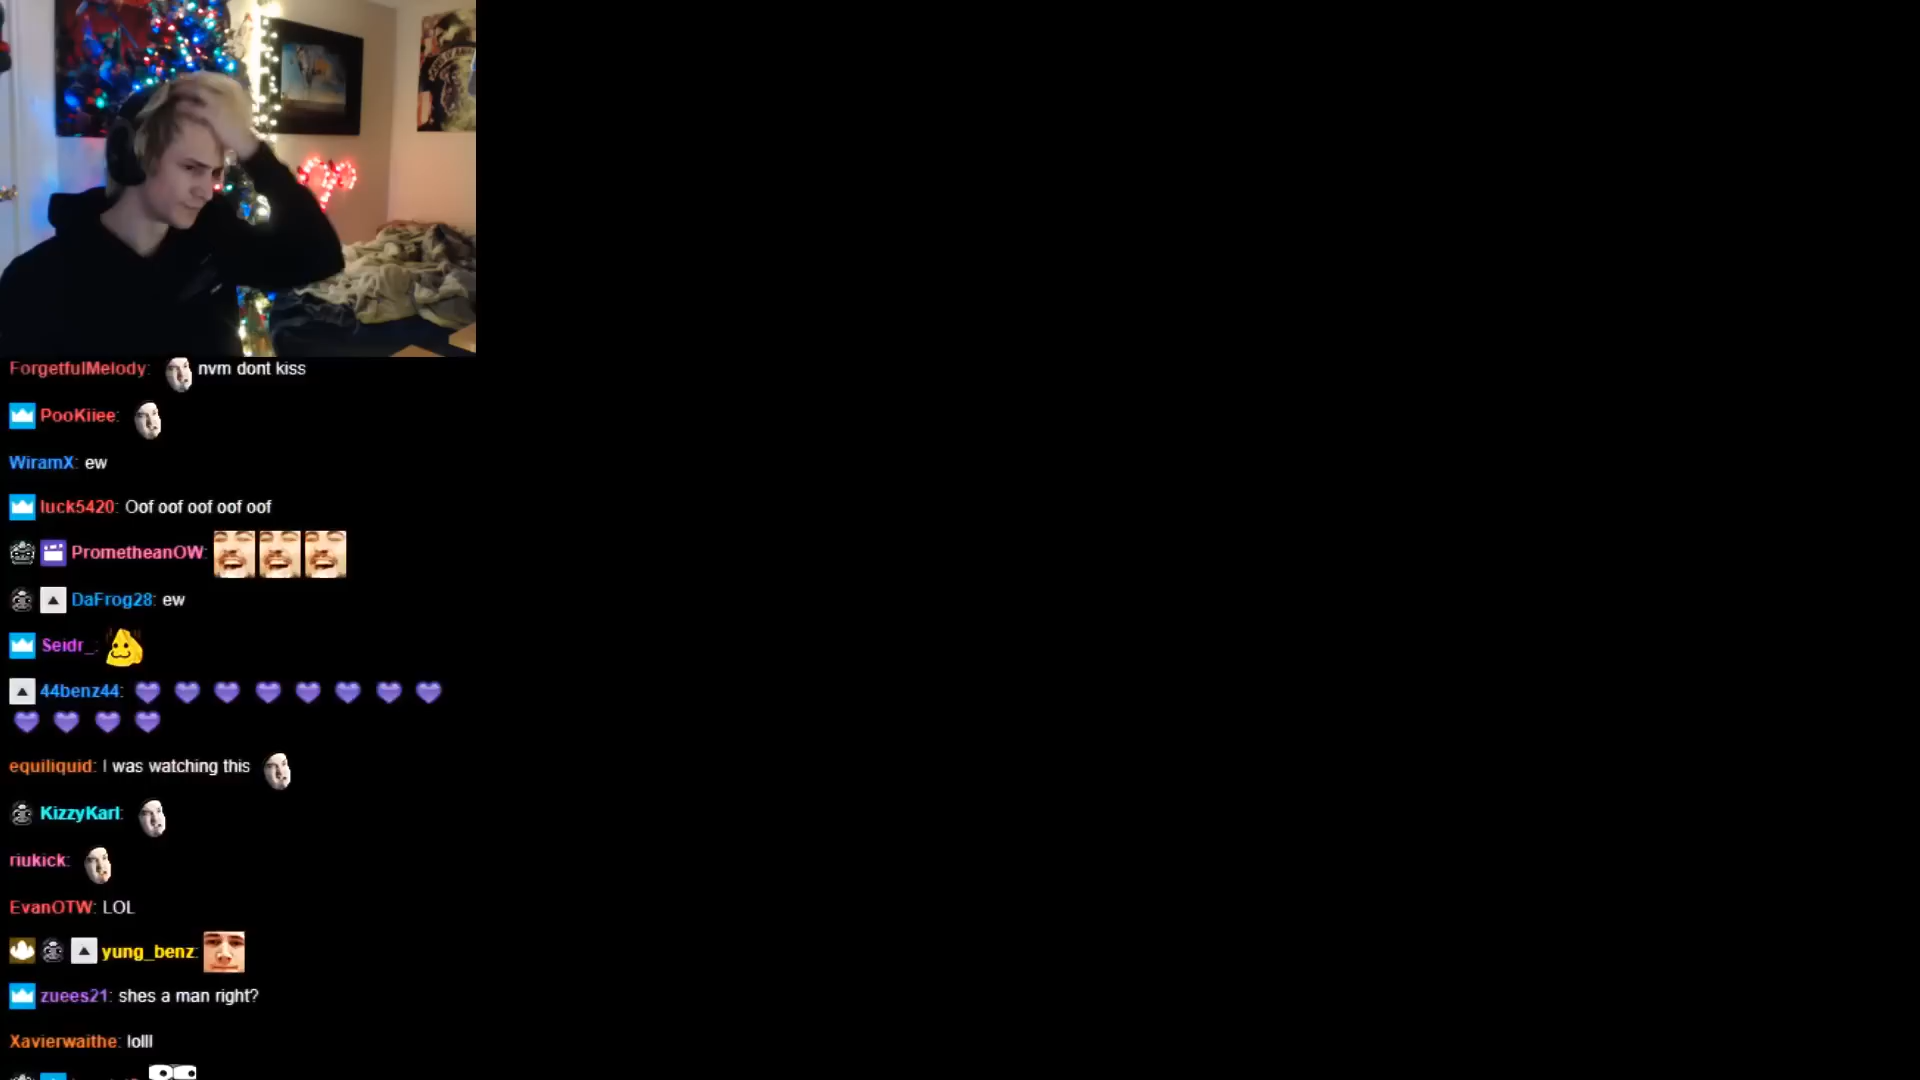 ForgetfulMelody: nvm dont kiss
PooKiiee:
WiramX: ew
luck5420: Oof oof oof oof oof
PrometheanOW:
DaFrog28: ew
Seidr_:
44benz44:
equiliquid: I was watching this
KizzyKarl:
riukick:
EvanOTW: LOL
yung_benz:
zuees21: shes a man right?
Xavierwaithe: lolll